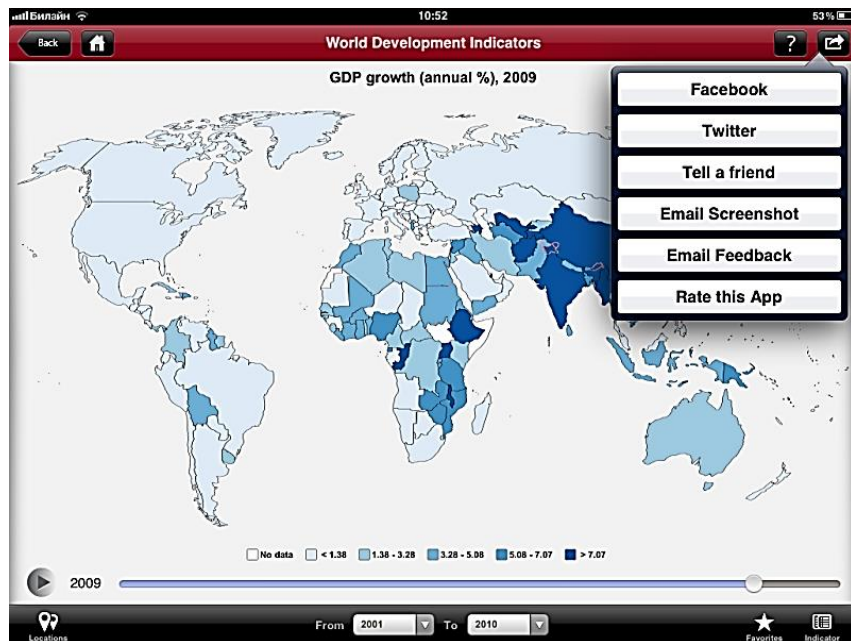 Билайн 10:52 53 %
Back World Development Indicators ?
GDP growth (annual %), 2009
Facebook
Twitter
Tell a friend
Email Screenshot
Email Feedback
Rate this App
No data < 1.38 1.38 - 3.28 3.28 - 5.08 5.08 - 7.07 > 7.07
2009
From 2001 To 2010
Locations Favorites Indicator